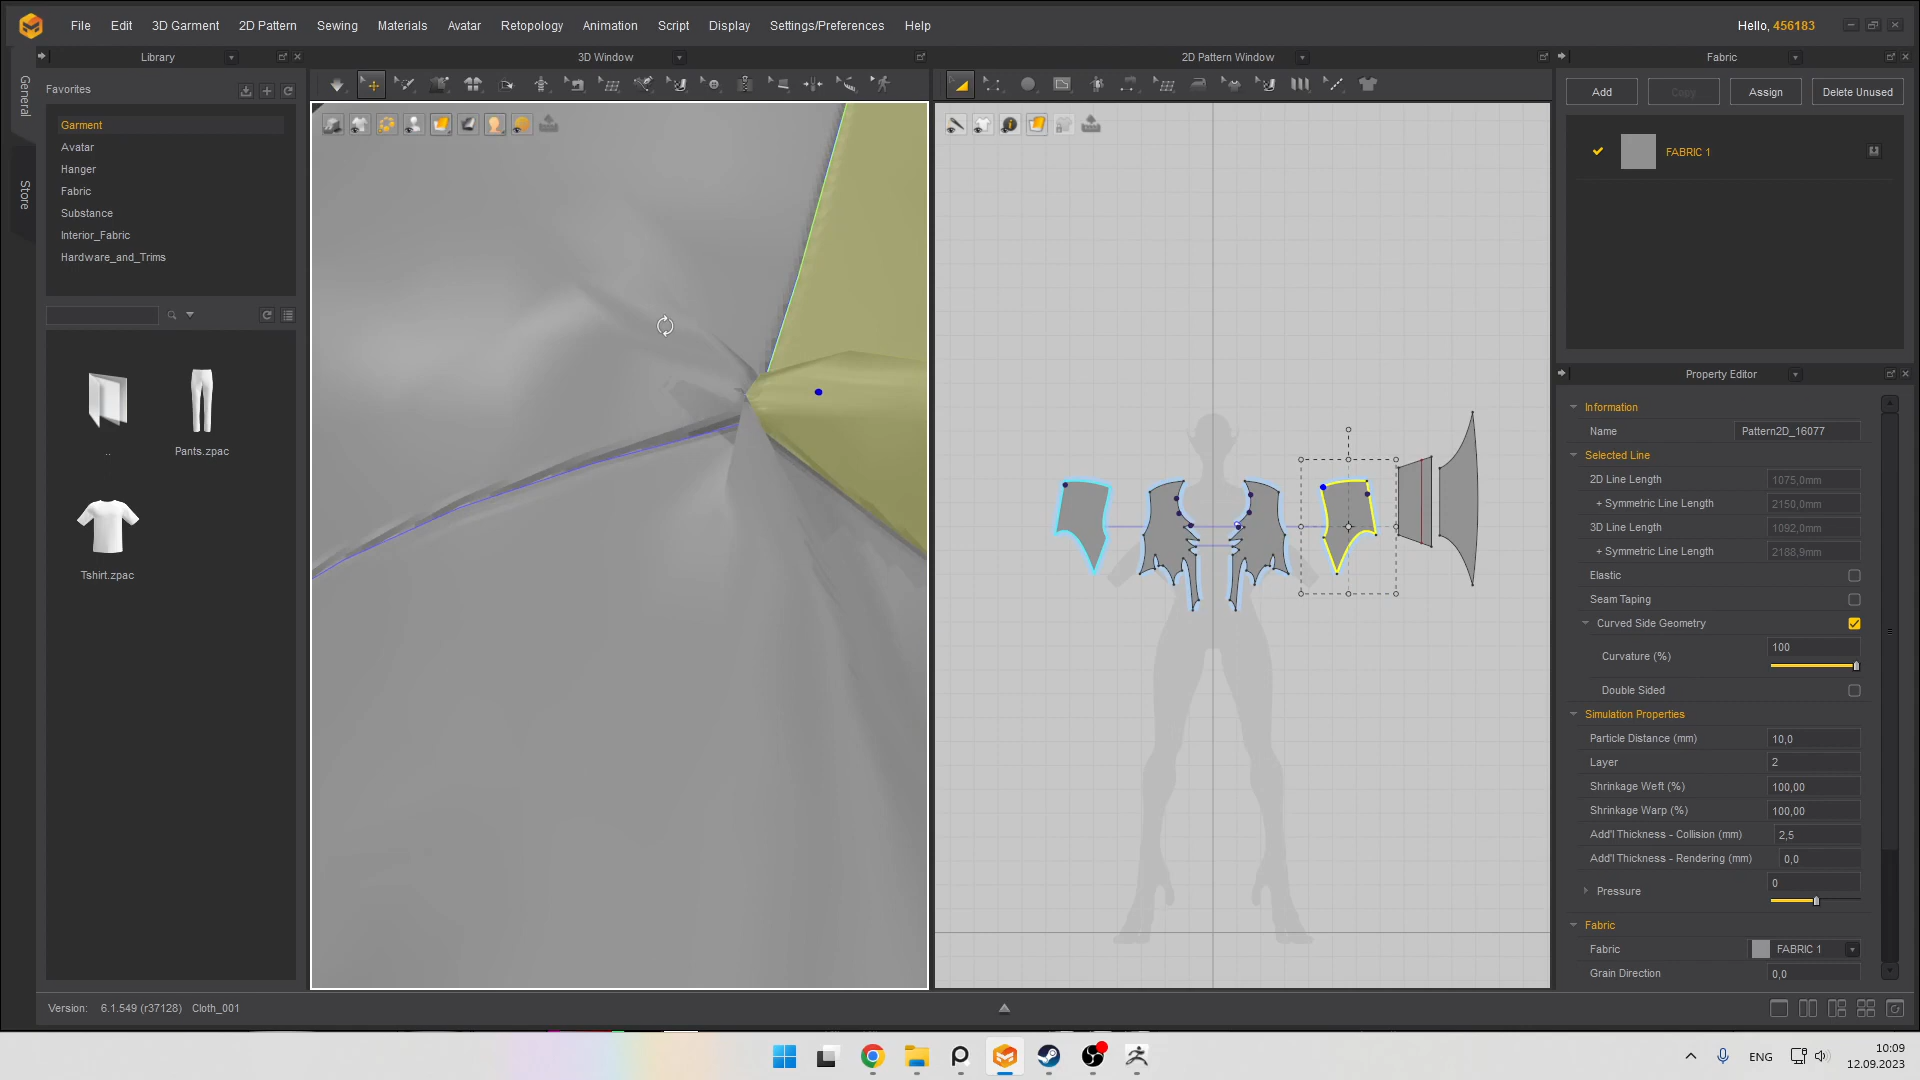 File Edit 3D Garment 2D Pattern Sewing Materials Avatar Retopology Animation Script Display Settings/Preferences Help Hello, 456183
Library 3D Window 2D Pattern Window Fabric
General
Store
Favorites
Garment
Avatar
Hanger
Fabric
Substance
Interior_Fabric
Hardware_and_Trims
..
Pants.zpac
Tshirt.zpac
Add Copy Assign Delete Unused
FABRIC 1
Property Editor
Information
Name Pattern2D_16077
Selected Line
2D Line Length 1075,0mm
+ Symmetric Line Length 2150,0mm
3D Line Length 1092,0mm
+ Symmetric Line Length 2188,9mm
Elastic
Seam Taping
Curved Side Geometry
Curvature (%) 100
Double Sided
Simulation Properties
Particle Distance (mm) 10,0
Layer 2
Shrinkage Weft (%) 100,00
Shrinkage Warp (%) 100,00
Add'l Thickness - Collision (mm) 2,5
Add'l Thickness - Rendering (mm) 0,0
Pressure 0
Fabric
Fabric FABRIC 1
Grain Direction 0,0
Version: 6.1.549 (r37128) Cloth_001
ENG
10:09
12.09.2023